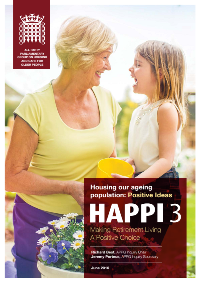 ALL PARTY
PARLIAMENTARY
GROUP ON HOUSING
AND CARE FOR
OLDER PEOPLE
Housing our ageing
population: Positive Ideas
HAPPI 3
Making Retirement Living
A Positive Choice
Richard Best, APPG Inquiry Chair
Jeremy Porteus, APPG Inquiry Secretary
June 2016